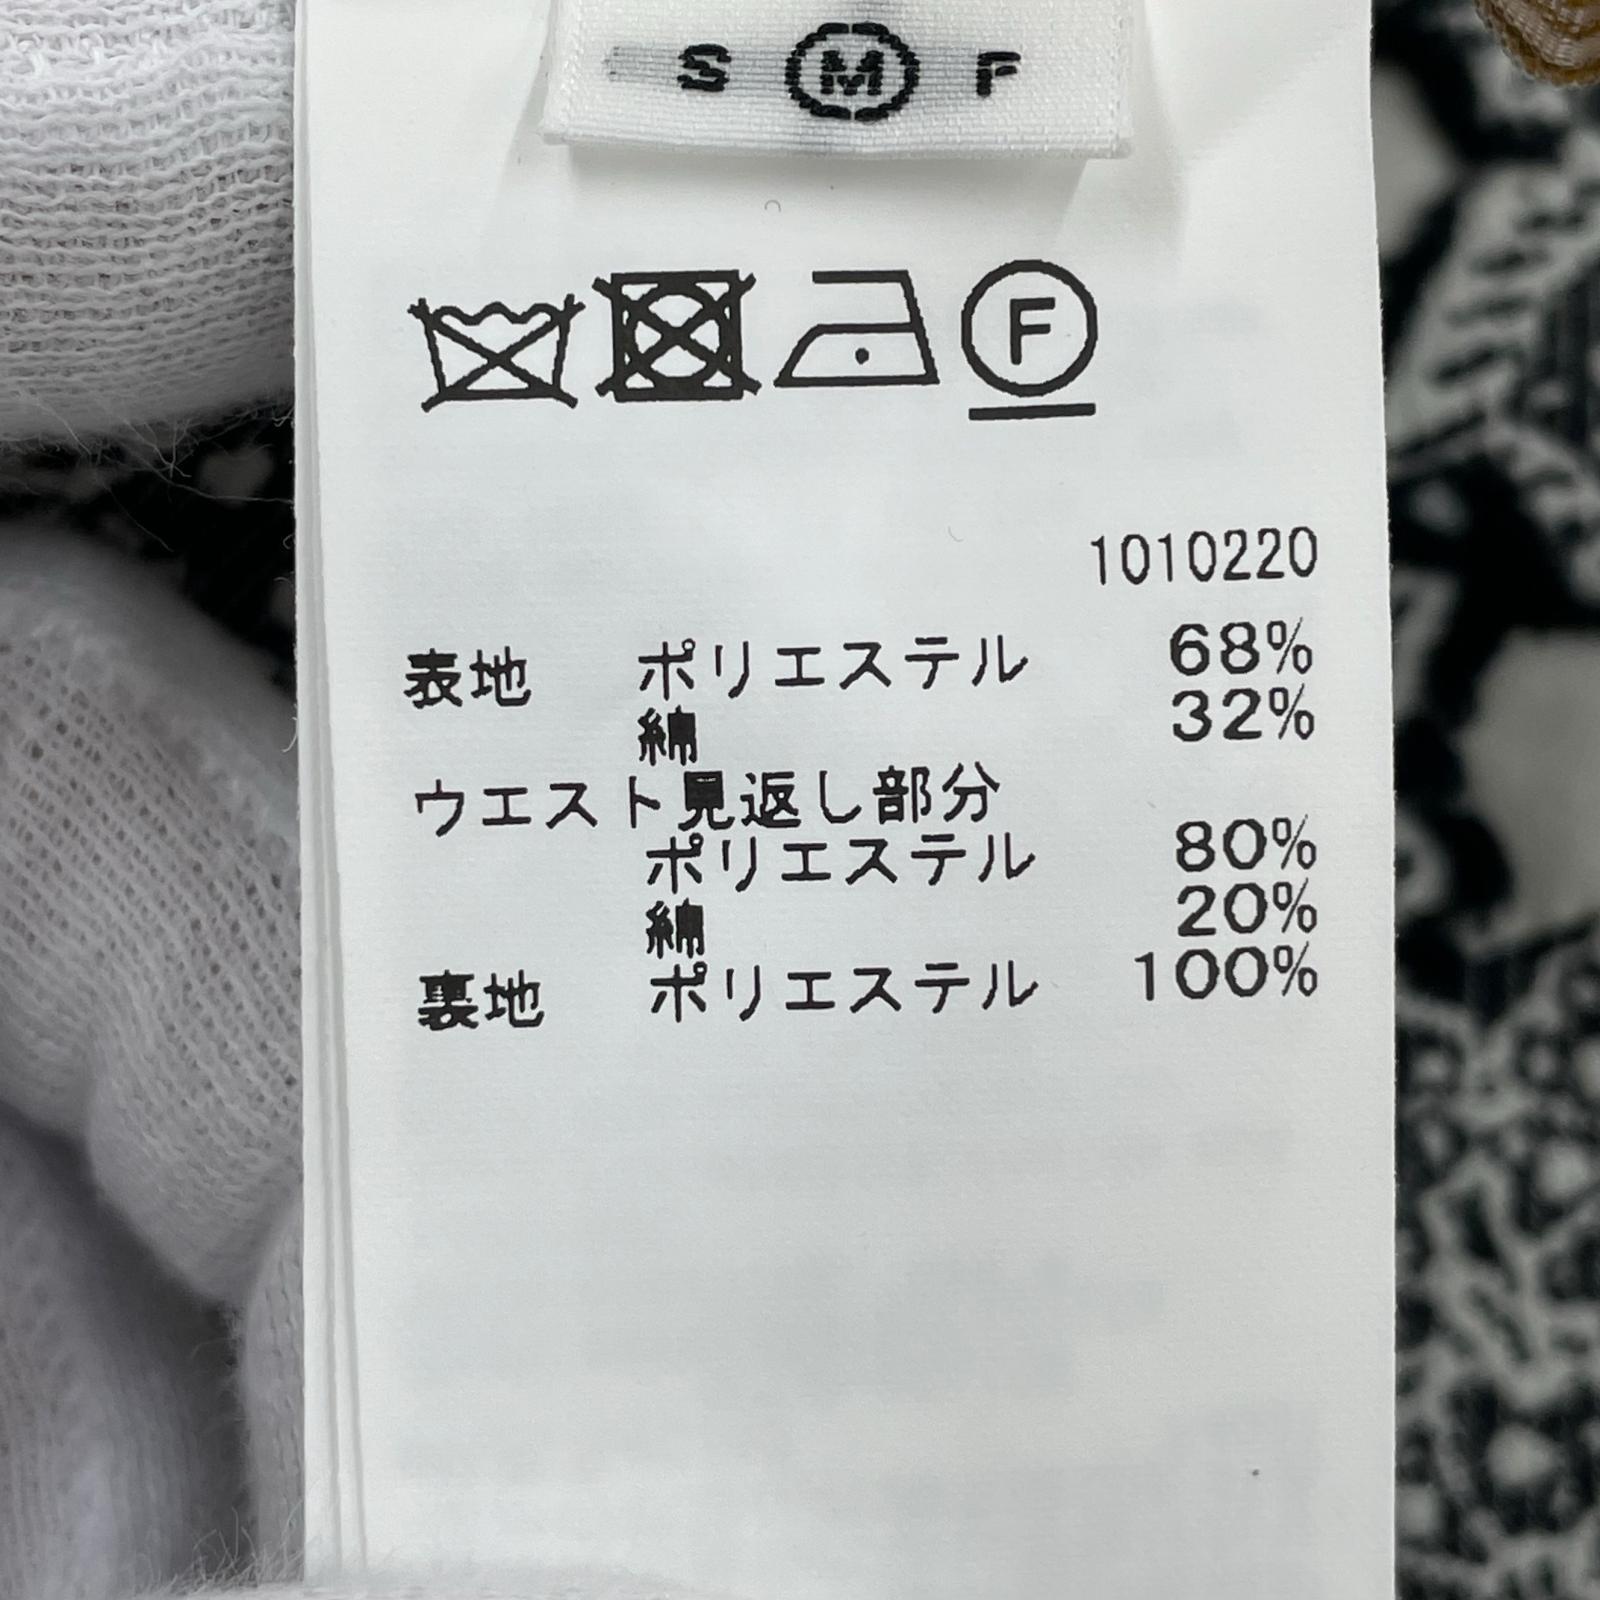 S M F
F
1010220
表地 ポリエステル 68%
綿 32%
ウエスト見返し部分
ポリエステル 80%
綿 20%
裏地 ポリエステル 100%